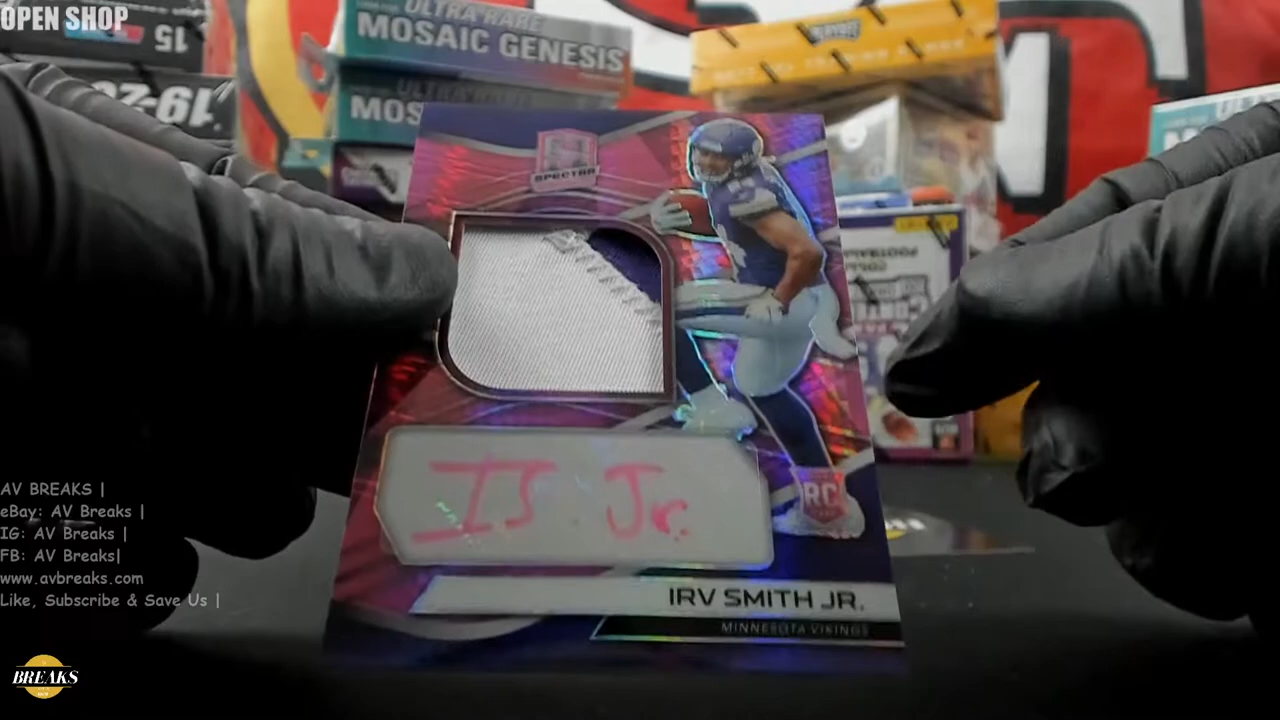 OPEN SHOP
15
19-20
ULTRA RARE
MOSAIC GENESIS
ULTRA RARE
MOS
SPECTRA
IS Jr.
RC
IRV SMITH JR.
MINNESOTA VIKINGS
AV BREAKS |
eBay: AV Breaks |
IG: AV Breaks |
FB: AV Breaks|
www.avbreaks.com
Like, Subscribe & Save Us |
BREAKS